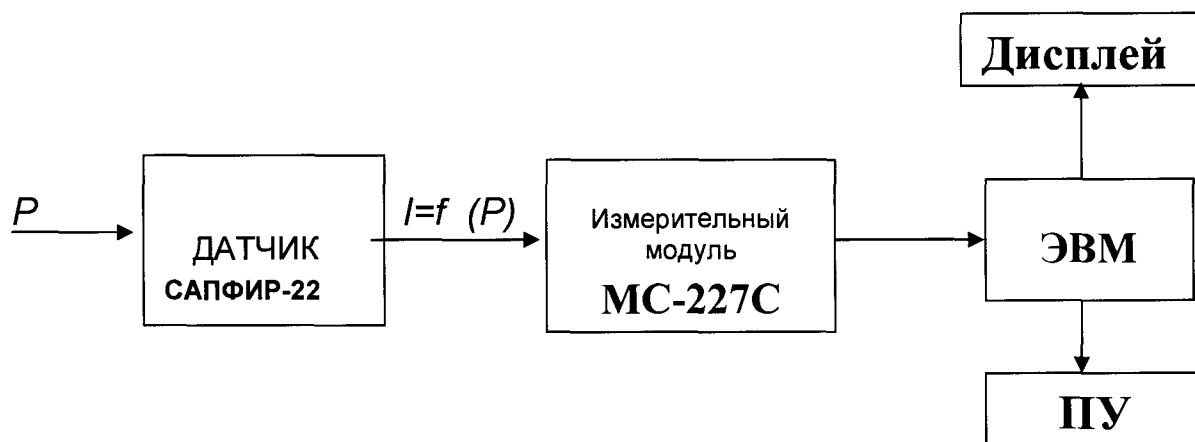 Дисплей
P
ДАТЧИК
САПФИР-22
I=f (P)
Измерительный
модуль
МС-227С
ЭВМ
ПУ